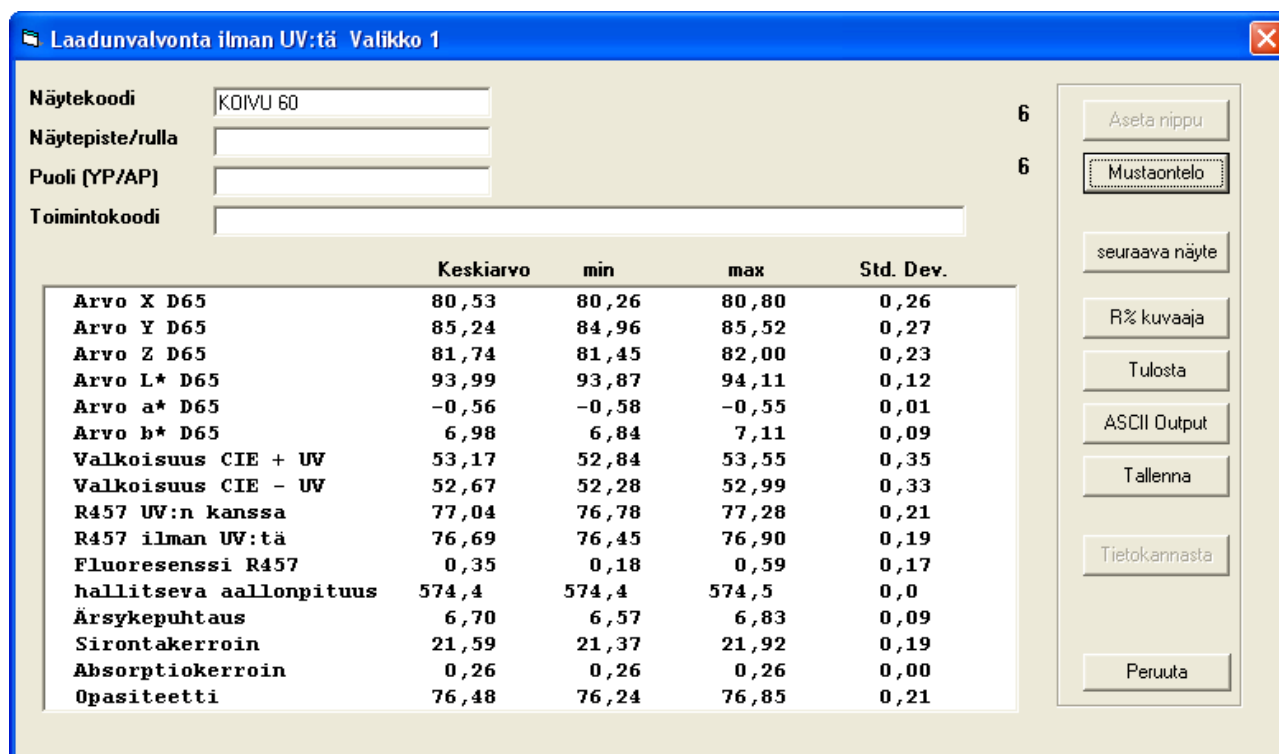 Laadunvalvonta ilman UV:tä Valikko 1
Näytekoodi KOIVU 60
Näytepiste/rulla
Puoli (YP/AP)
Toimintokoodi
6
6
Keskiarvo min max Std. Dev.
Arvo X D65 80,53 80,26 80,80 0,26
Arvo Y D65 85,24 84,96 85,52 0,27
Arvo Z D65 81,74 81,45 82,00 0,23
Arvo L* D65 93,99 93,87 94,11 0,12
Arvo a* D65 -0,56 -0,58 -0,55 0,01
Arvo b* D65 6,98 6,84 7,11 0,09
Valkoisuus CIE + UV 53,17 52,84 53,55 0,35
Valkoisuus CIE - UV 52,67 52,28 52,99 0,33
R457 UV:n kanssa 77,04 76,78 77,28 0,21
R457 ilman UV:tä 76,69 76,45 76,90 0,19
Fluoresenssi R457 0,35 0,18 0,59 0,17
hallitseva aallonpituus 574,4 574,4 574,5 0,0
Ärsykepuhtaus 6,70 6,57 6,83 0,09
Sirontakerroin 21,59 21,37 21,92 0,19
Absorptiokerroin 0,26 0,26 0,26 0,00
Opasiteetti 76,48 76,24 76,85 0,21
Aseta nippu
Mustaontelo
seuraava näyte
R% kuvaaja
Tulosta
ASCII Output
Tallenna
Tietokannasta
Peruuta